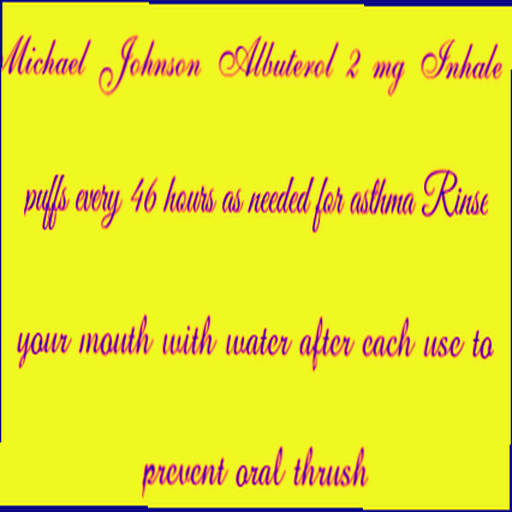 Michael Johnson Albuterol 2 mg Inhale
puffs every 46 hours as needed for asthma Rinse
your mouth with water after each use to
prevent oral thrush